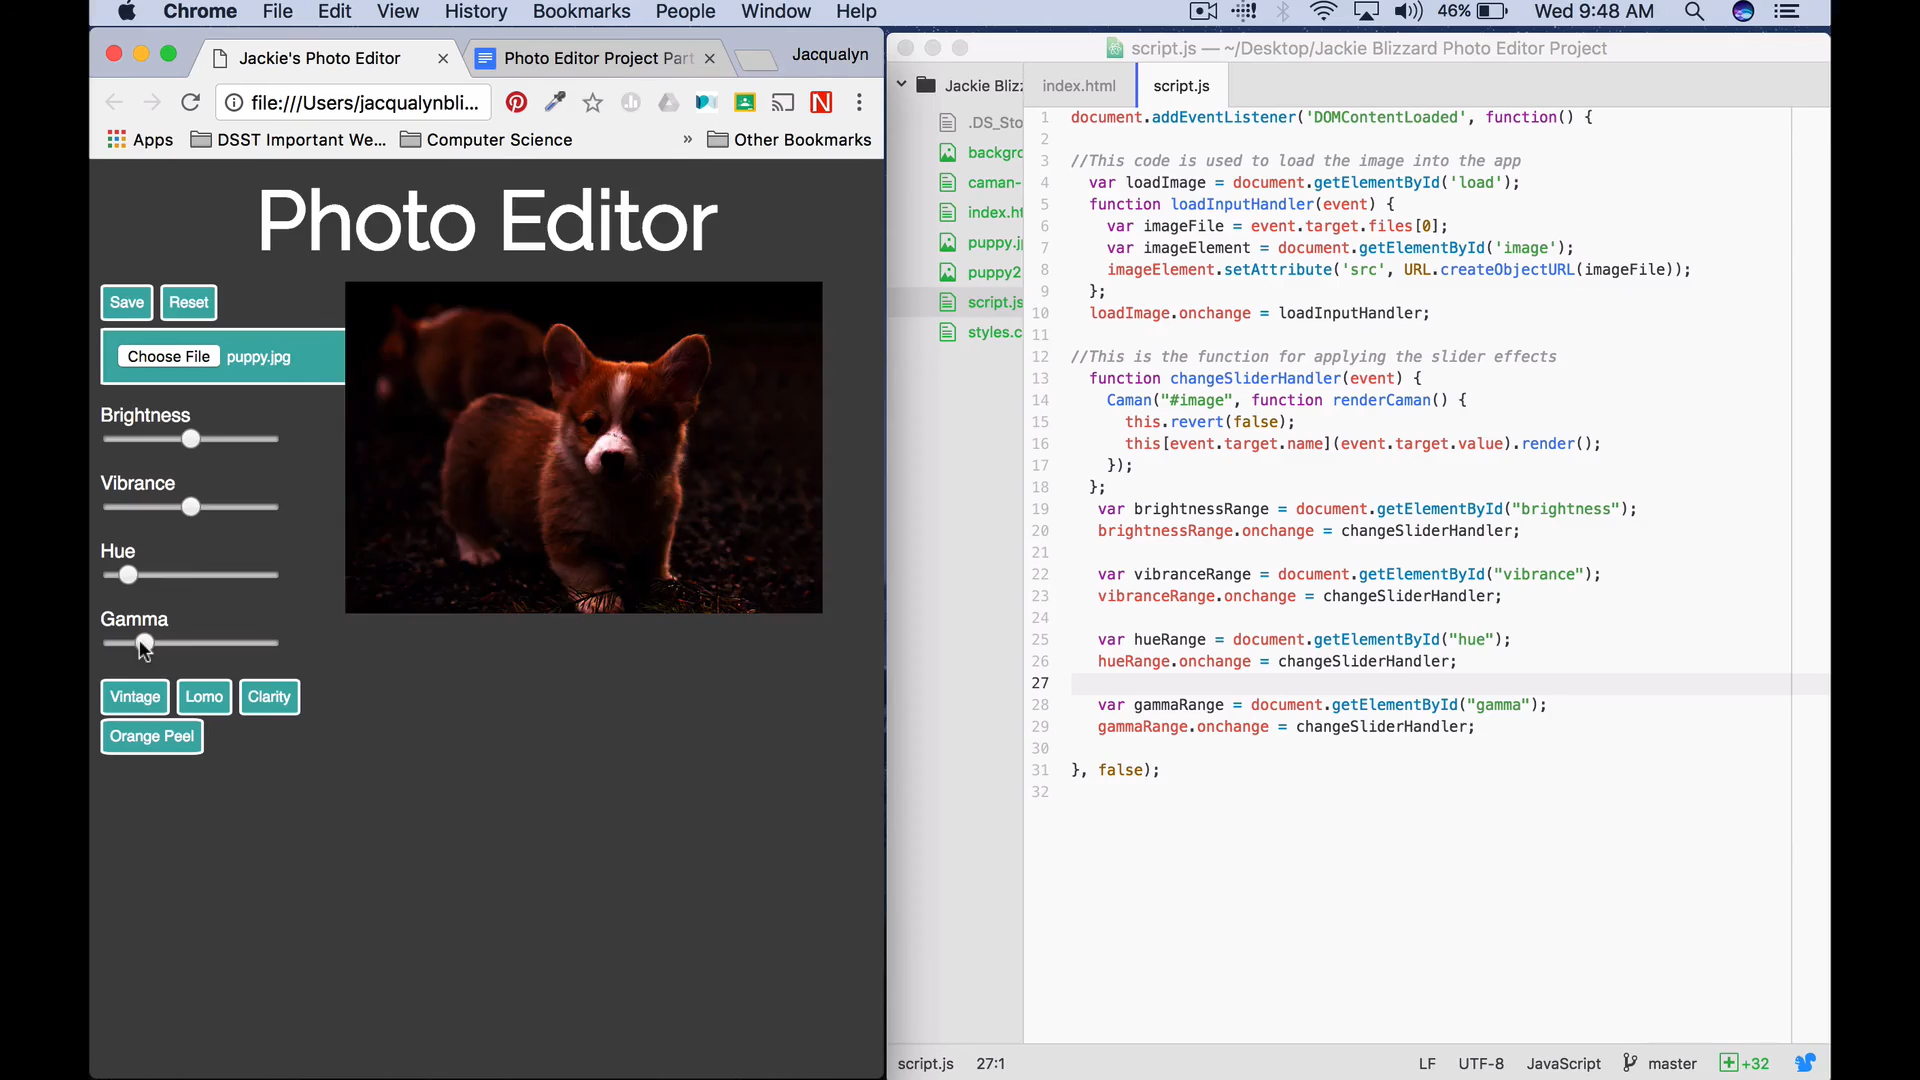 Chrome File Edit View History Bookmarks People Window Help 46% Wed 9:48 AM
Jackie's Photo Editor Photo Editor Project Part Jacqualyn
file:///Users/jacqualynbli...
Apps DSST Important We... Computer Science » Other Bookmarks
Photo Editor
Save Reset
Choose File puppy.jpg
Brightness
Vibrance
Hue
Gamma
Vintage Lomo Clarity
Orange Peel
script.js — ~/Desktop/Jackie Blizzard Photo Editor Project
Jackie Bliz
index.html script.js
.DS_Sto
backgro
caman-
index.ht
puppy.j
puppy2
script.js
styles.c
1 document.addEventListener('DOMContentLoaded', function() {
2
3 //This code is used to load the image into the app
4 var loadImage = document.getElementById('load');
5 function loadInputHandler(event) {
6 var imageFile = event.target.files[0];
7 var imageElement = document.getElementById('image');
8 imageElement.setAttribute('src', URL.createObjectURL(imageFile));
9 };
10 loadImage.onchange = loadInputHandler;
11
12 //This is the function for applying the slider effects
13 function changeSliderHandler(event) {
14 Caman("#image", function renderCaman() {
15 this.revert(false);
16 this[event.target.name](event.target.value).render();
17 });
18 };
19 var brightnessRange = document.getElementById("brightness");
20 brightnessRange.onchange = changeSliderHandler;
21
22 var vibranceRange = document.getElementById("vibrance");
23 vibranceRange.onchange = changeSliderHandler;
24
25 var hueRange = document.getElementById("hue");
26 hueRange.onchange = changeSliderHandler;
27
28 var gammaRange = document.getElementById("gamma");
29 gammaRange.onchange = changeSliderHandler;
30
31 }, false);
32
script.js 27:1 LF UTF-8 JavaScript master +32